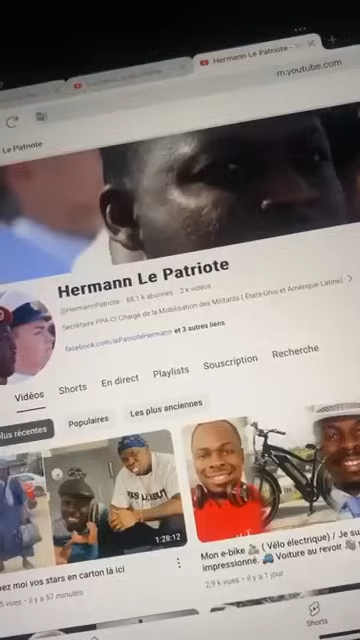 Hermann Le Patriote -
m.youtube.com
Le Patriote
Hermann Le Patriote
@HermannPatriote · 68,1 k abonnés · 2 k vidéos
Secrétaire PPA-CI Chargé de la Mobilisation des Militants ( États-Unis et Amérique Latine)
facebook.com/lePatrioteHermann et 3 autres liens
Vidéos Shorts En direct Playlists Souscription Recherche
plus récentes Populaires Les plus anciennes
1:28:12
ez moi vos stars en carton là ici
vues · il y a 57 minutes
Mon e-bike ( Vélo électrique) / Je su
impressionné. Voiture au revoir
2,9 k vues · il y a 1 jour
Shorts